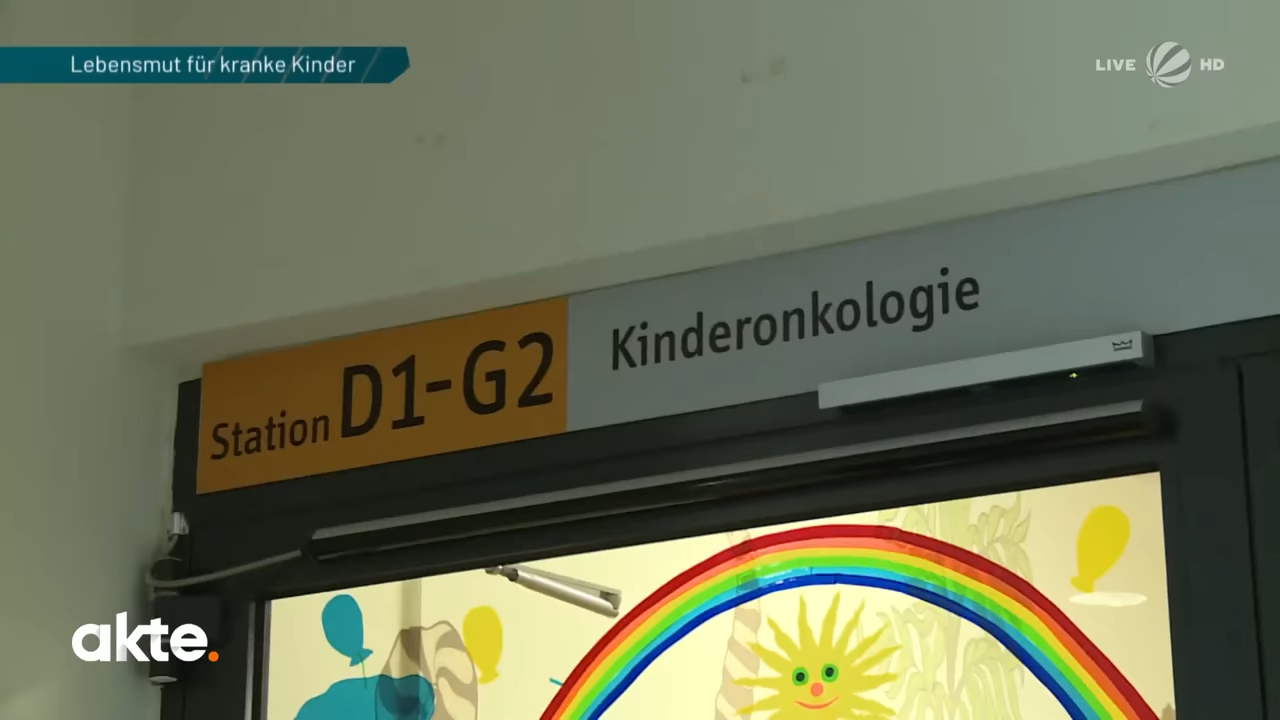 Lebensmut für kranke Kinder
LIVE HD
Station D1-G2
Kinderonkologie
akte.